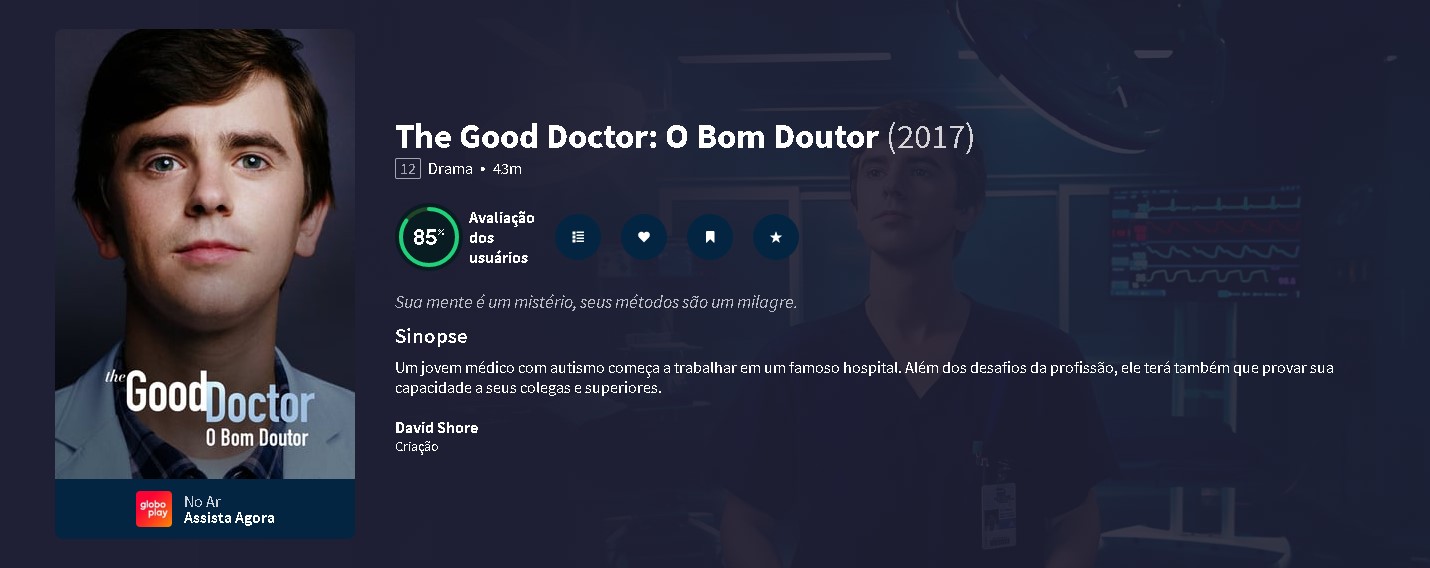 the Good Doctor
O Bom Doutor
globo
play
No Ar
Assista Agora
The Good Doctor: O Bom Doutor (2017)
12 Drama • 43m
85%
Avaliação
dos
usuários
Sua mente é um mistério, seus métodos são um milagre.
Sinopse
Um jovem médico com autismo começa a trabalhar em um famoso hospital. Além dos desafios da profissão, ele terá também que provar sua
capacidade a seus colegas e superiores.
David Shore
Criação